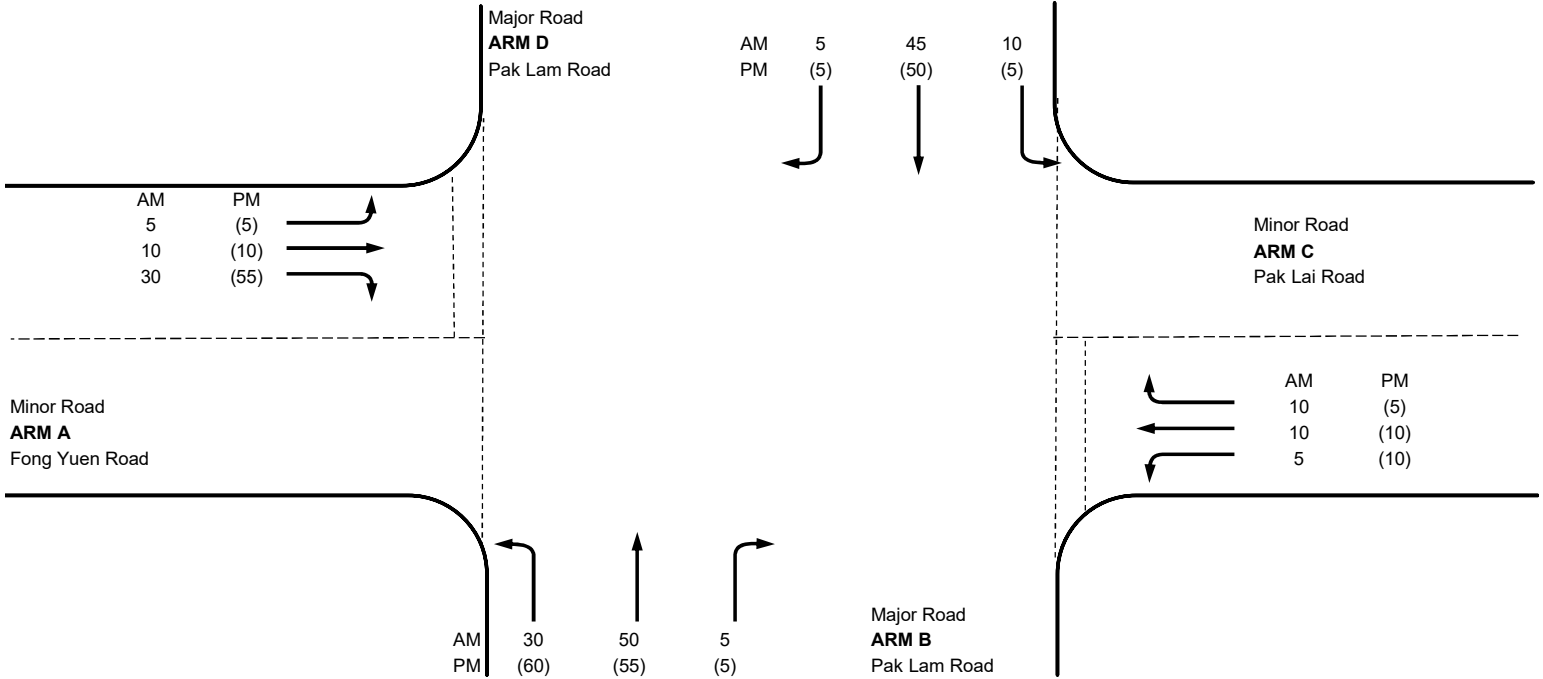 Major Road
ARM D
Pak Lam Road
AM 5 45 10
PM (5) (50) (5)
AM PM
5 (5)
10 (10)
30 (55)
Minor Road
ARM C
Pak Lai Road
Minor Road
ARM A
Fong Yuen Road
AM PM
10 (5)
10 (10)
5 (10)
AM 30 50 5
PM (60) (55) (5)
Major Road
ARM B
Pak Lam Road